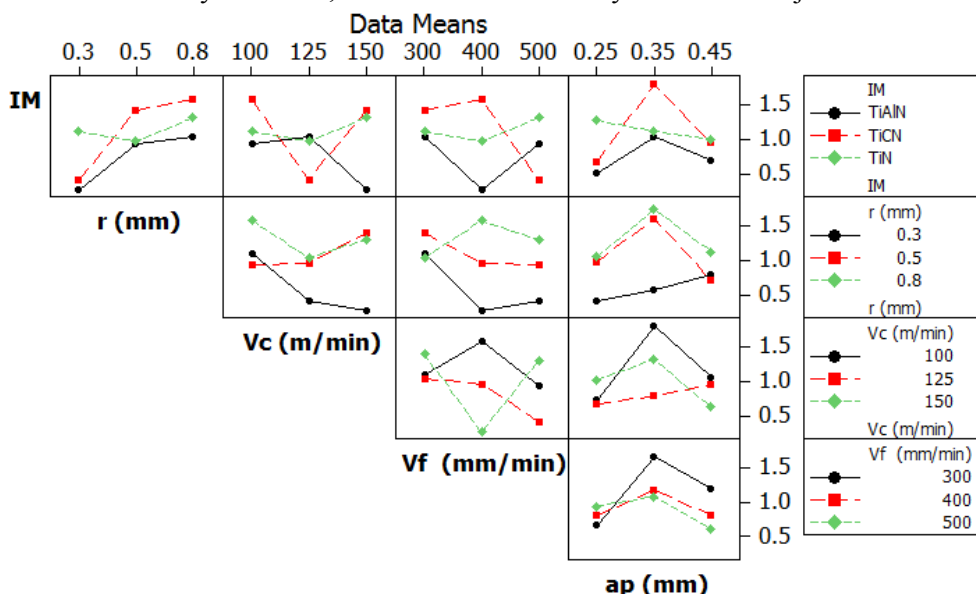 Data Means
0.3 0.5 0.8 100 125 150 300 400 500 0.25 0.35 0.45
IM
1.5
1.0
0.5
IM
TiAlN
TiCN
TiN
IM
r (mm)
1.5
1.0
0.5
r (mm)
0.3
0.5
0.8
r (mm)
Vc (m/min)
1.5
1.0
0.5
Vc (m/min)
100
125
150
Vc (m/min)
Vf (mm/min)
1.5
1.0
0.5
Vf (mm/min)
300
400
500
ap (mm)